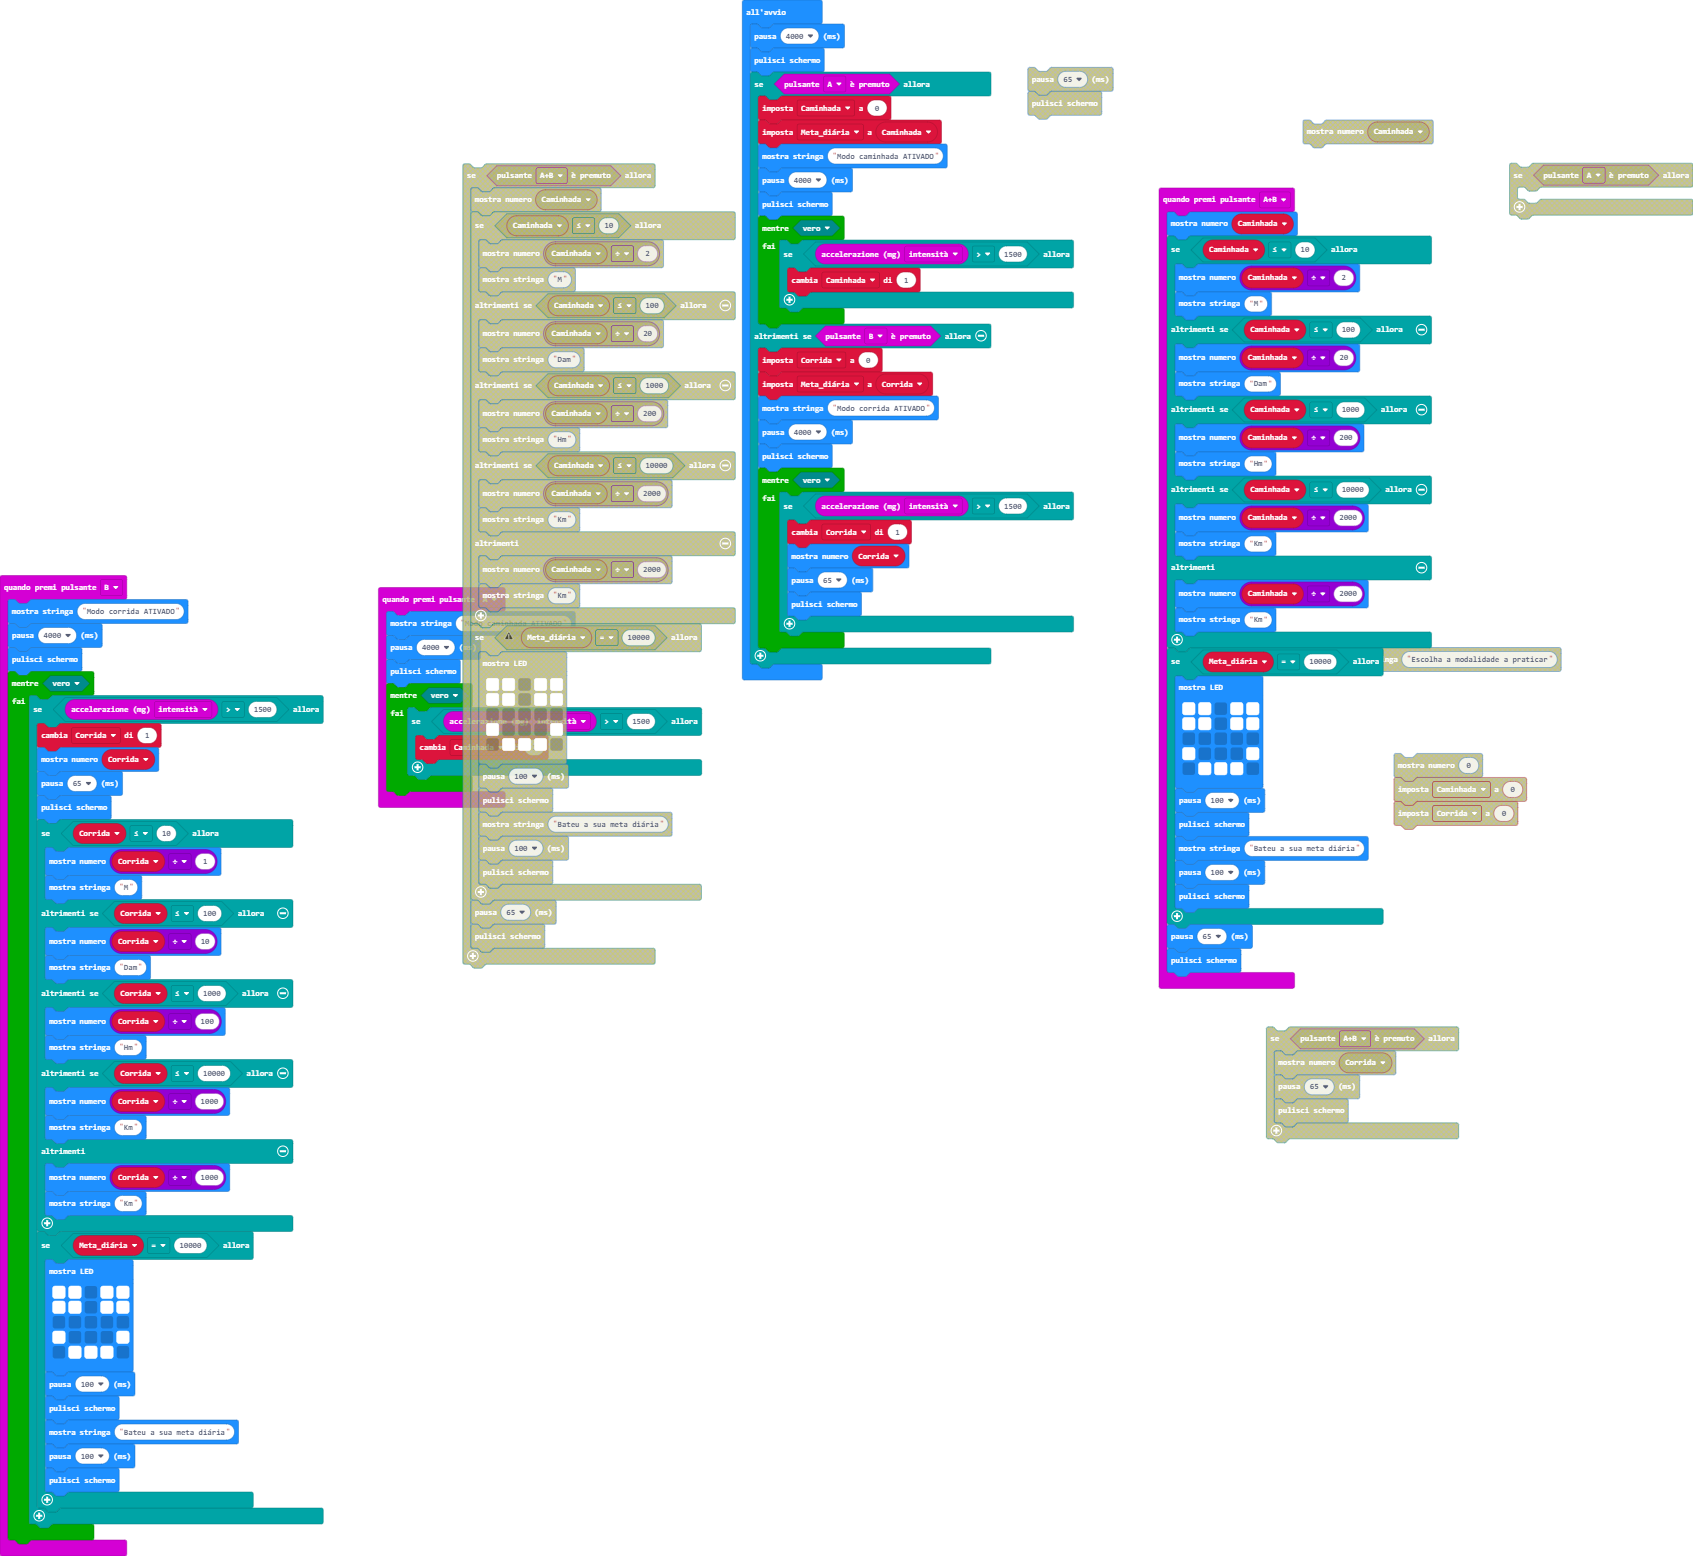 all'avvio
pausa 4000 (ms)
pulisci schermo
se pulsante A è premuto allora
imposta Caminhada a 0
imposta Meta_diária a Caminhada
mostra stringa "Modo caminhada ATIVADO"
pausa 4000 (ms)
pulisci schermo
mentre vero
fai
se accelerazione (mg) intensità > 1500 allora
cambia Caminhada di 1
altrimenti se pulsante B è premuto allora
imposta Corrida a 0
imposta Meta_diária a Corrida
mostra stringa "Modo corrida ATIVADO"
pausa 4000 (ms)
pulisci schermo
mentre vero
fai
se accelerazione (mg) intensità > 1500 allora
cambia Corrida di 1
mostra numero Corrida
pausa 65 (ms)
pulisci schermo
pausa 65 (ms)
pulisci schermo
mostra numero Caminhada
se pulsante A è premuto allora
se pulsante A+B è premuto allora
mostra numero Caminhada
se Caminhada ≤ 10 allora
mostra numero Caminhada ÷ 2
mostra stringa "M"
altrimenti se Caminhada ≤ 100 allora
mostra numero Caminhada ÷ 20
mostra stringa "Dam"
altrimenti se Caminhada ≤ 1000 allora
mostra numero Caminhada ÷ 200
mostra stringa "Hm"
altrimenti se Caminhada ≤ 10000 allora
mostra numero Caminhada ÷ 2000
mostra stringa "Km"
altrimenti
mostra numero Caminhada ÷ 2000
mostra stringa "Km"
se Meta_diária = 10000 allora
mostra LED
pausa 100 (ms)
pulisci schermo
mostra stringa "Bateu a sua meta diária"
pausa 100 (ms)
pulisci schermo
pausa 65 (ms)
pulisci schermo
quando premi pulsante A+B
mostra numero Caminhada
se Caminhada ≤ 10 allora
mostra numero Caminhada ÷ 2
mostra stringa "M"
altrimenti se Caminhada ≤ 100 allora
mostra numero Caminhada ÷ 20
mostra stringa "Dam"
altrimenti se Caminhada ≤ 1000 allora
mostra numero Caminhada ÷ 200
mostra stringa "Hm"
altrimenti se Caminhada ≤ 10000 allora
mostra numero Caminhada ÷ 2000
mostra stringa "Km"
altrimenti
mostra numero Caminhada ÷ 2000
mostra stringa "Km"
se Meta_diária = 10000 allora
mostra LED
pausa 100 (ms)
pulisci schermo
mostra stringa "Bateu a sua meta diária"
pausa 100 (ms)
pulisci schermo
pausa 65 (ms)
pulisci schermo
nga "Escolha a modalidade a praticar"
mostra numero 0
imposta Caminhada a 0
imposta Corrida a 0
se pulsante A+B è premuto allora
mostra numero Corrida
pausa 65 (ms)
pulisci schermo
quando premi pulsante B
mostra stringa "Modo corrida ATIVADO"
pausa 4000 (ms)
pulisci schermo
mentre vero
fai
se accelerazione (mg) intensità > 1500 allora
cambia Corrida di 1
mostra numero Corrida
pausa 65 (ms)
pulisci schermo
se Corrida ≤ 10 allora
mostra numero Corrida ÷ 1
mostra stringa "M"
altrimenti se Corrida ≤ 100 allora
mostra numero Corrida ÷ 10
mostra stringa "Dam"
altrimenti se Corrida ≤ 1000 allora
mostra numero Corrida ÷ 100
mostra stringa "Hm"
altrimenti se Corrida ≤ 10000 allora
mostra numero Corrida ÷ 1000
mostra stringa "Km"
altrimenti
mostra numero Corrida ÷ 1000
mostra stringa "Km"
se Meta_diária = 10000 allora
mostra LED
pausa 100 (ms)
pulisci schermo
mostra stringa "Bateu a sua meta diária"
pausa 100 (ms)
pulisci schermo
quando premi pulsante
mostra stringa
pausa 4000
pulisci schermo
mentre vero
fai
se > 1500 allora
cambia